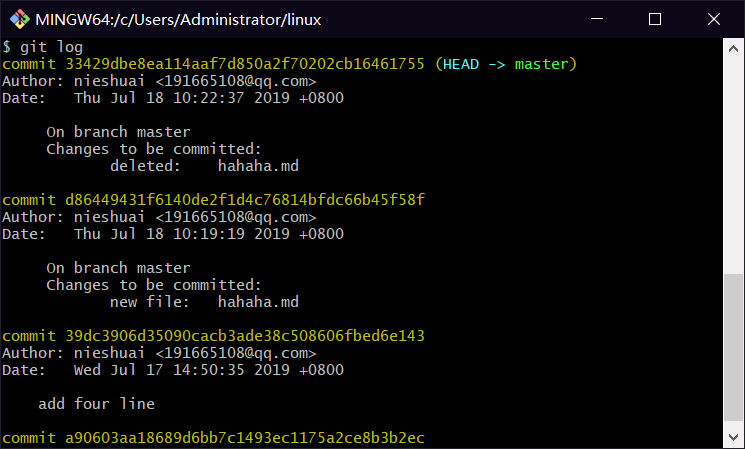 MINGW64:/c/Users/Administrator/linux
$ git log
commit 33429dbe8ea114aaf7d850a2f70202cb16461755 (HEAD -> master)
Author: nieshuai <191665108@qq.com>
Date:   Thu Jul 18 10:22:37 2019 +0800

     On branch master
     Changes to be committed:
            deleted:    hahaha.md

commit d86449431f6140de2f1d4c76814bfdc66b45f58f
Author: nieshuai <191665108@qq.com>
Date:   Thu Jul 18 10:19:19 2019 +0800

     On branch master
     Changes to be committed:
            new file:   hahaha.md

commit 39dc3906d35090cacb3ade38c508606fbed6e143
Author: nieshuai <191665108@qq.com>
Date:   Wed Jul 17 14:50:35 2019 +0800

    add four line

commit a90603aa18689d6bb7c1493ec1175a2ce8b3b2ec